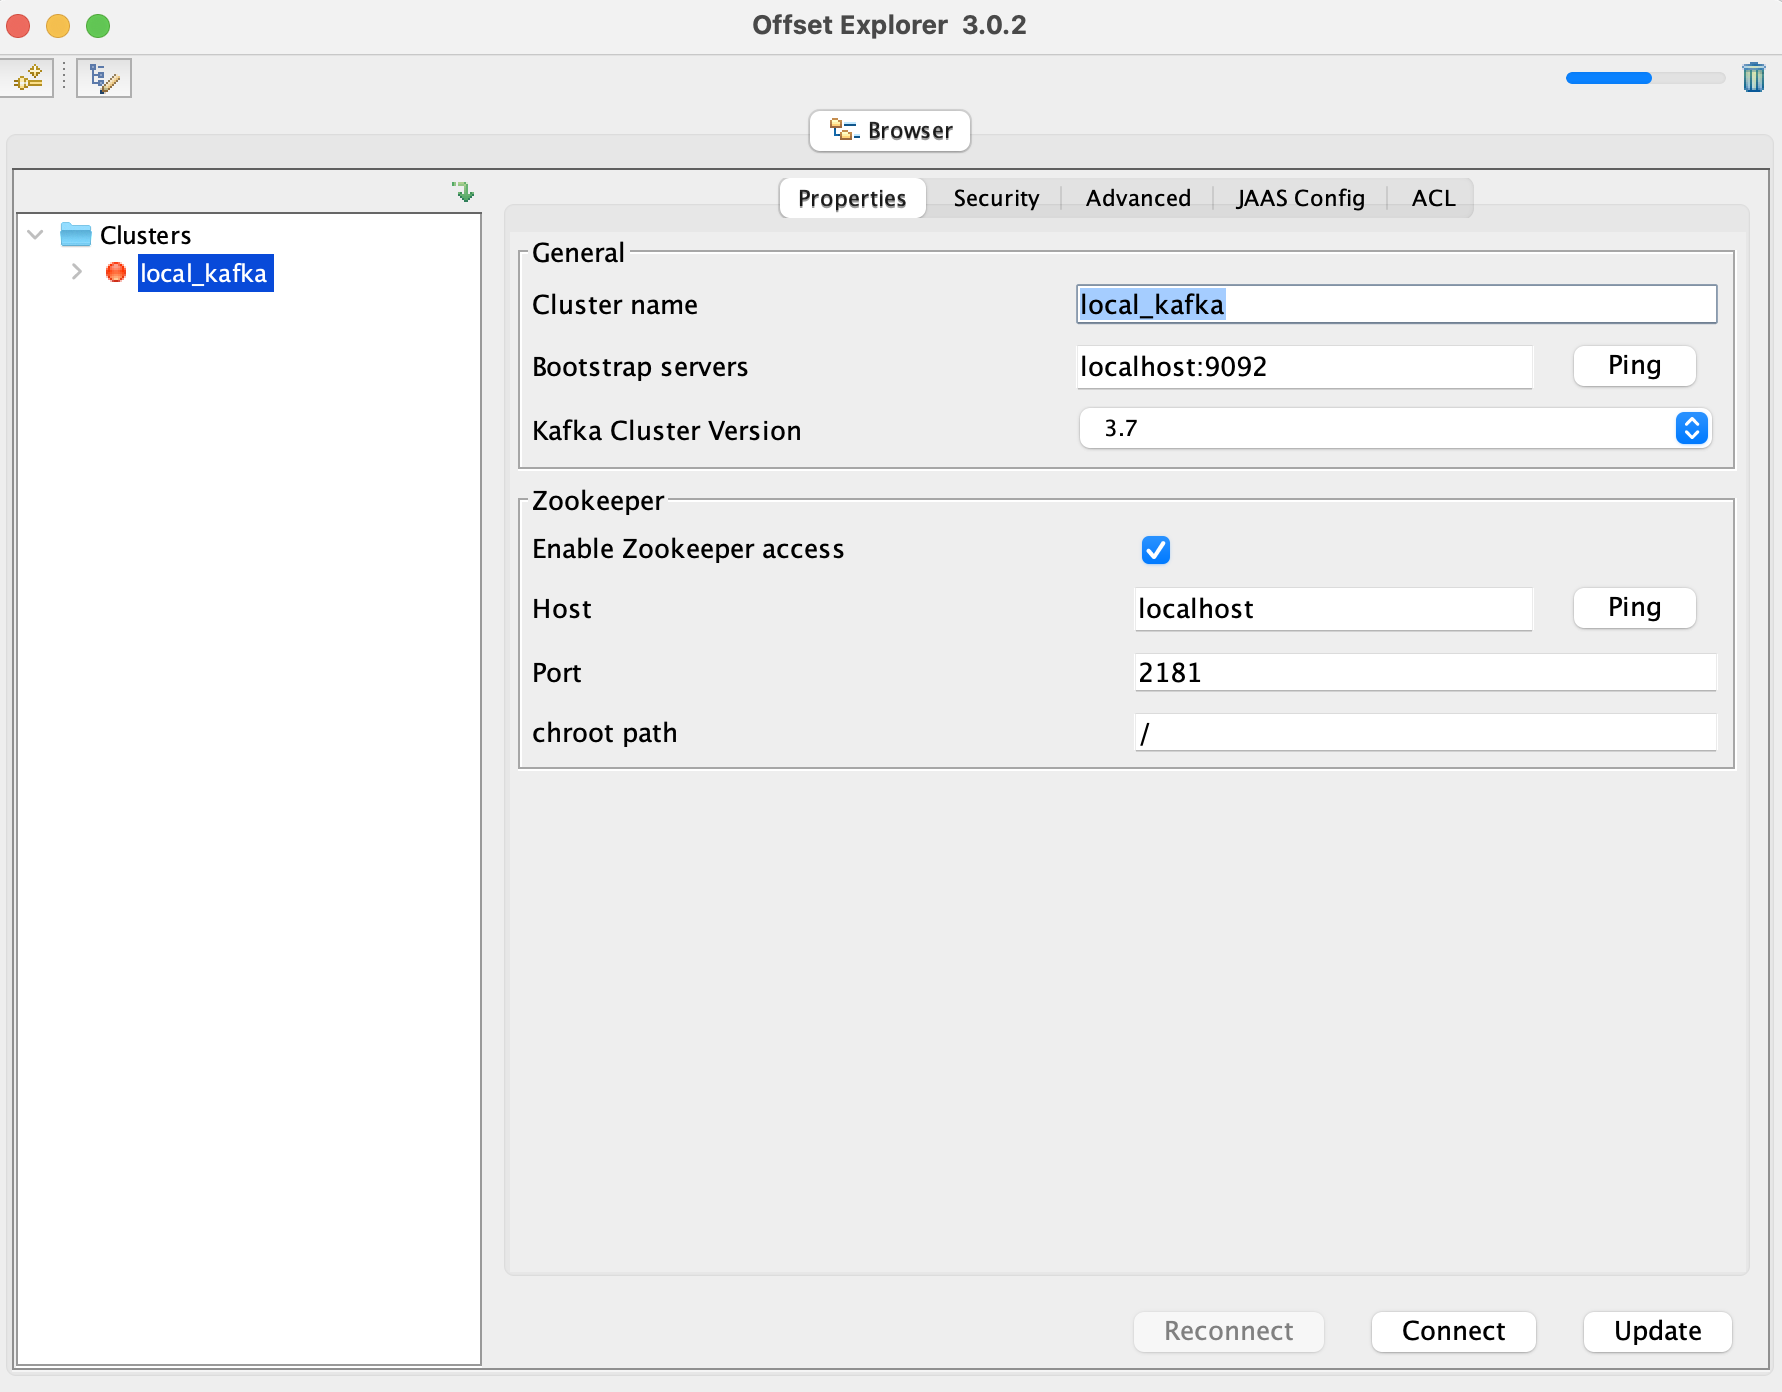 Offset Explorer  3.0.2
Browser
Clusters
local_kafka
Properties
Security
Advanced
JAAS Config
ACL
General
Cluster name
local_kafka
Bootstrap servers
localhost:9092
Ping
Kafka Cluster Version
3.7
Zookeeper
Enable Zookeeper access
Host
localhost
Ping
Port
2181
chroot path
/
Reconnect
Connect
Update